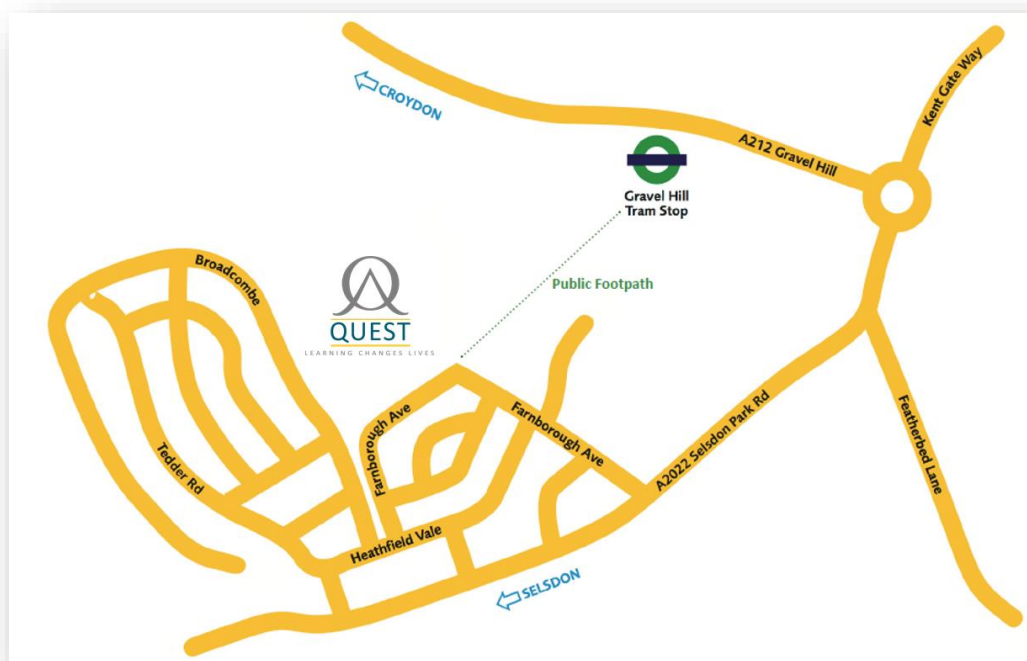 CROYDON
Kent Gate Way
A212 Gravel Hill
Gravel Hill
Tram Stop
Public Footpath
Broadcombe
QUEST
LEARNING CHANGES LIVES
Farnborough Ave
Farnborough Ave
A2022 Selsdon Park Rd
Featherbed Lane
Tedder Rd
Heathfield Vale
SELSDON